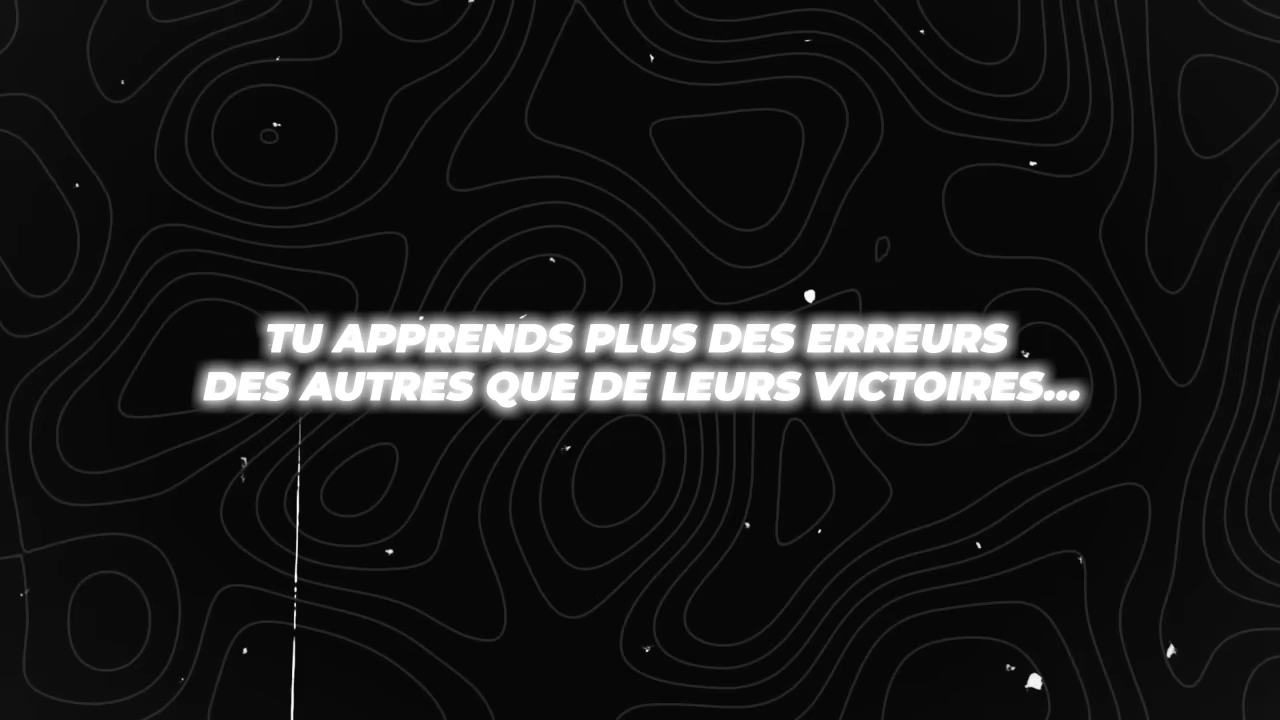 TU APPRENDS PLUS DES ERREURS
DES AUTRES QUE DE LEURS VICTOIRES...